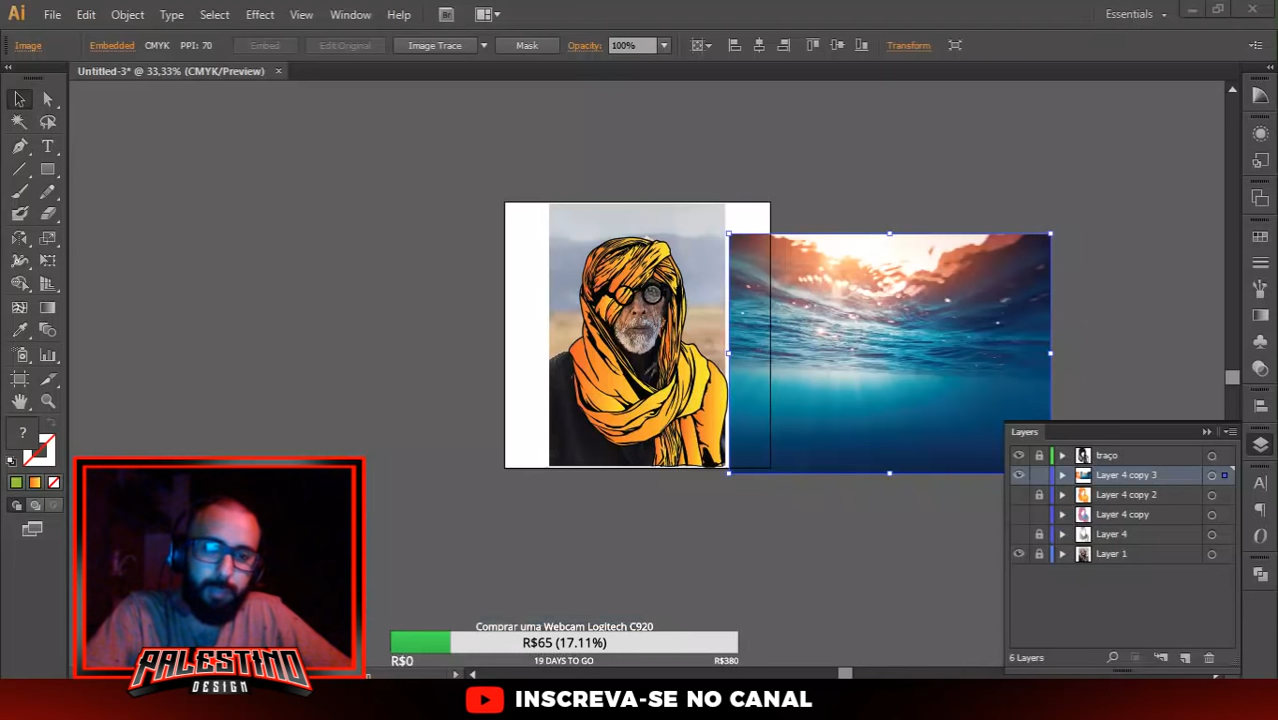 Ai File Edit Object Type Select Effect View Window Help Br Essentials
Image Embedded CMYK PPI: 70 Embed Edit Original Image Trace Mask Opacity: 100% Transform
Untitled-3* @ 33,33% (CMYK/Preview) ×
?
Layers
traço
Layer 4 copy 3
Layer 4 copy 2
Layer 4 copy
Layer 4
Layer 1
6 Layers
Comprar uma Webcam Logitech C920
R$65 (17.11%)
R$0 19 DAYS TO GO R$380
PALESTINO
DESIGN
INSCREVA-SE NO CANAL